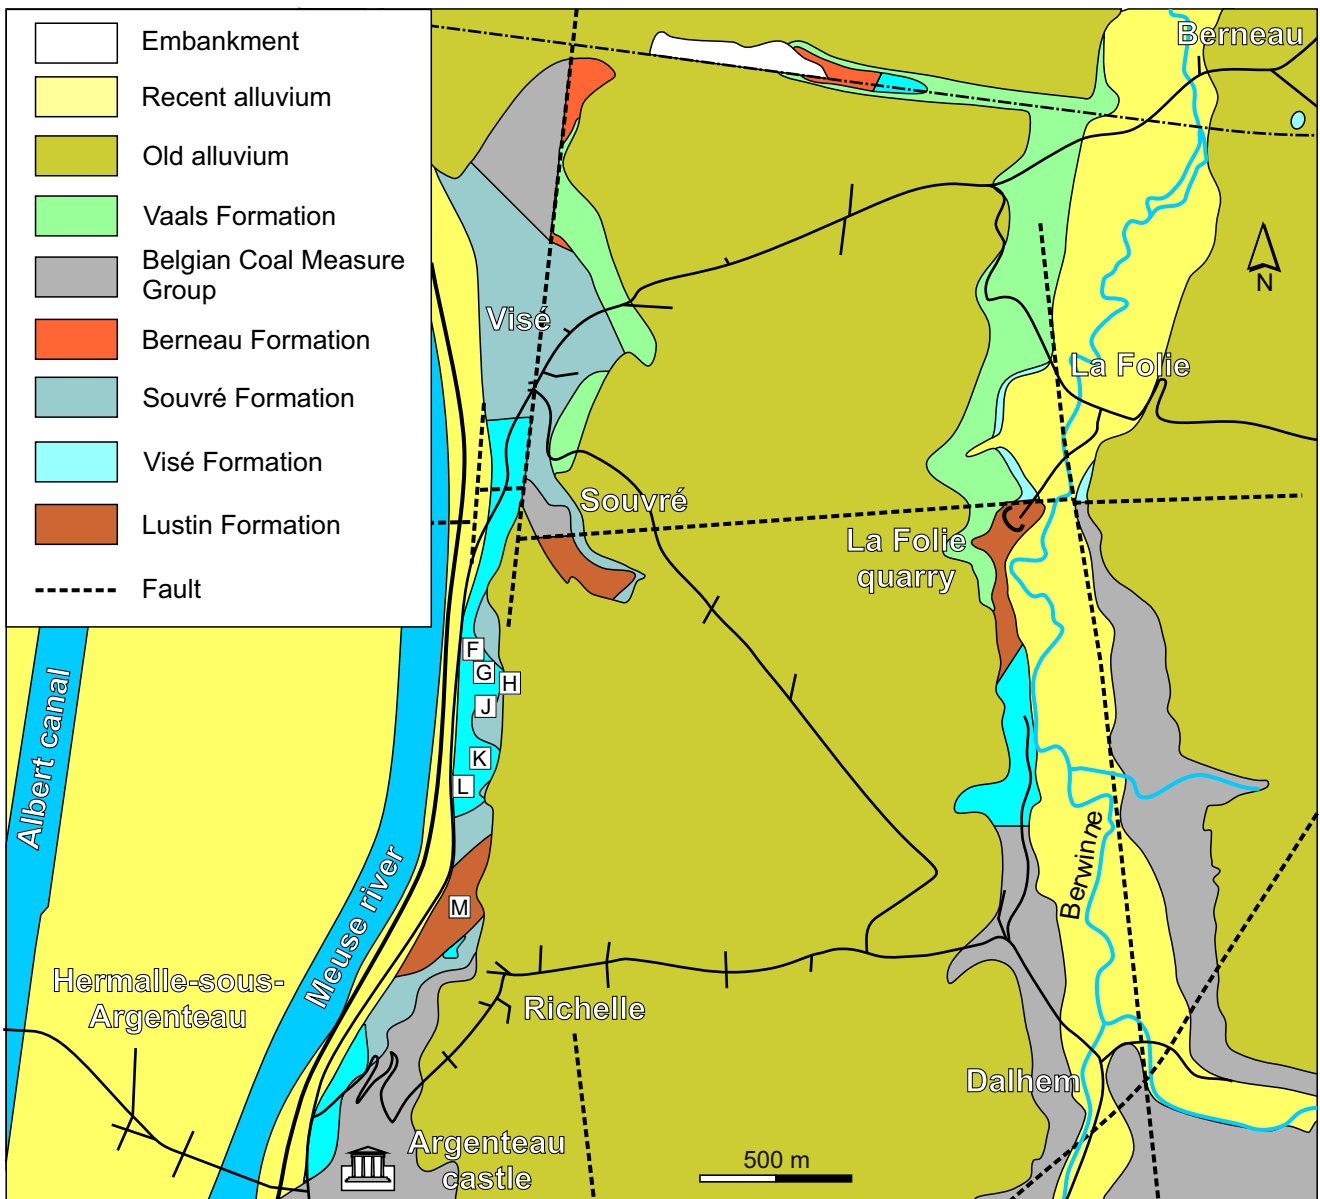 Embankment
Recent alluvium
Old alluvium
Vaals Formation
Belgian Coal Measure
Group
Berneau Formation
Souvré Formation
Visé Formation
Lustin Formation
Fault
Berneau
N
Visé
La Folie
Souvré
La Folie
quarry
F
G
H
J
K
L
M
Albert canal
Meuse river
Berwinne
Hermalle-sous-
Argenteau
Richelle
Dalhem
Argenteau
castle
500 m